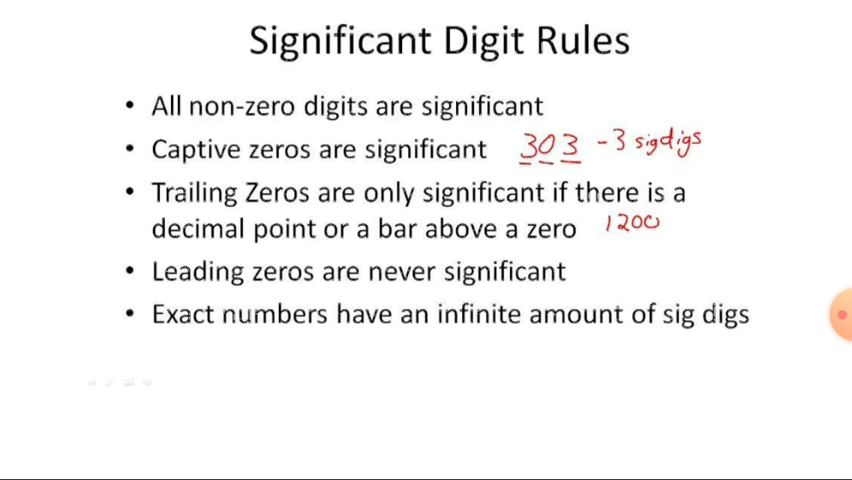 Significant Digit Rules
• All non-zero digits are significant
• Captive zeros are significant 303 - 3 sigdigs
• Trailing Zeros are only significant if there is a
decimal point or a bar above a zero 1200
• Leading zeros are never significant
• Exact numbers have an infinite amount of sig digs